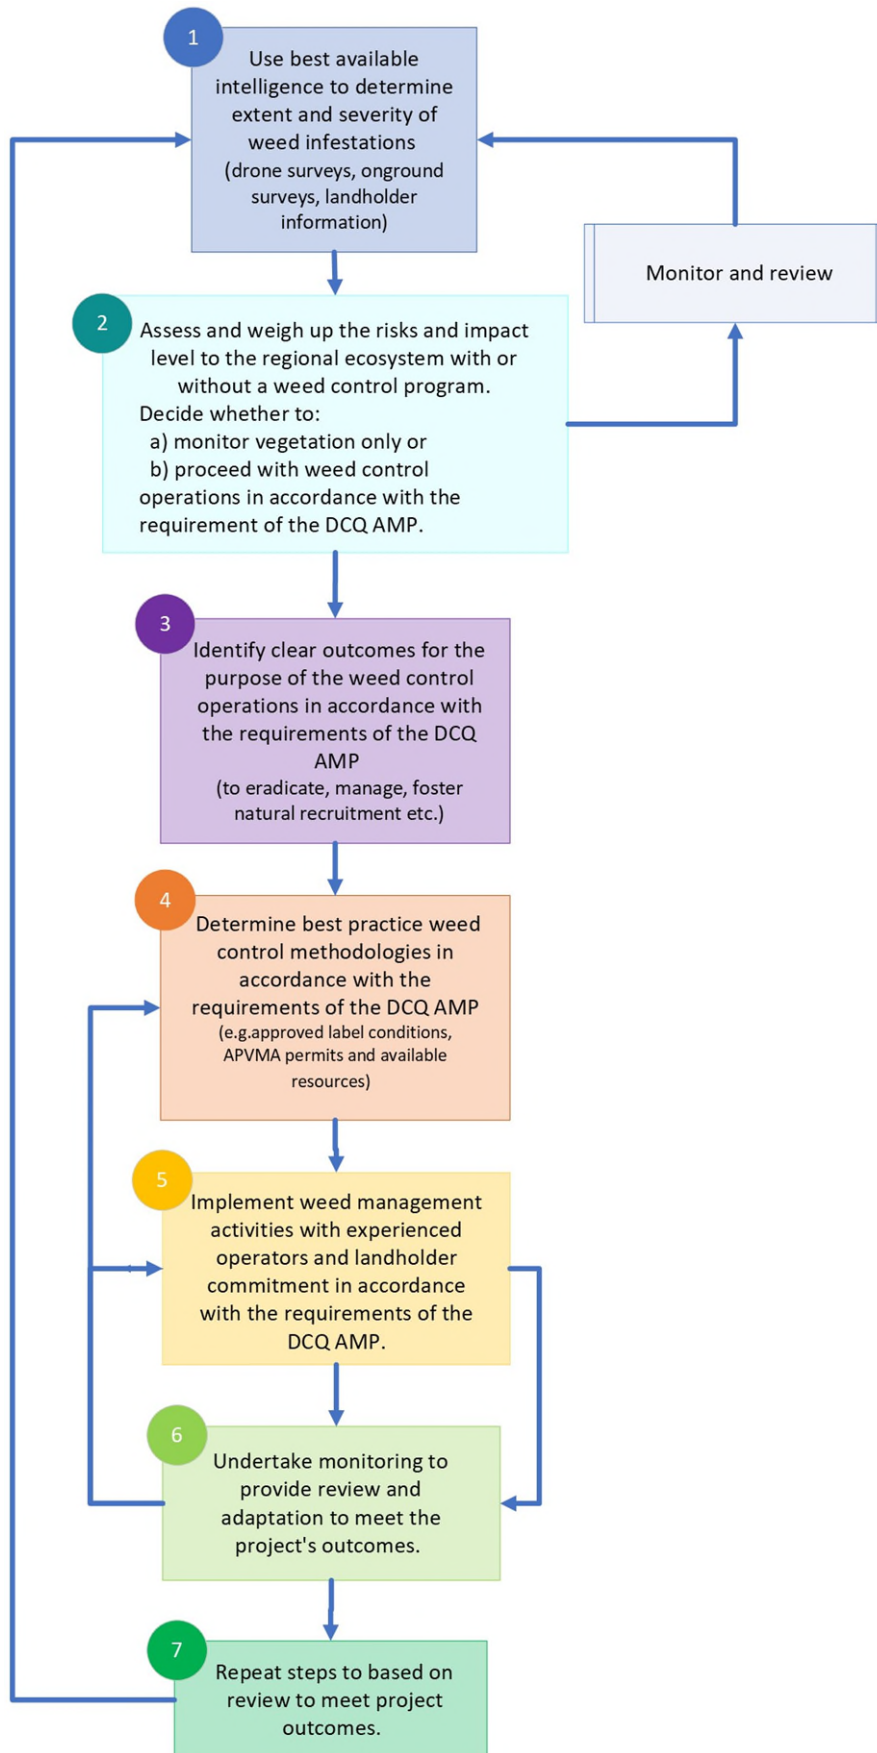 1
Use best available
intelligence to determine
extent and severity of
weed infestations
(drone surveys, onground
surveys, landholder
information)
Monitor and review
2
Assess and weigh up the risks and impact
level to the regional ecosystem with or
without a weed control program.
Decide whether to:
a) monitor vegetation only or
b) proceed with weed control
operations in accordance with the
requirement of the DCQ AMP.
3
Identify clear outcomes for the
purpose of the weed control
operations in accordance with
the requirements of the DCQ
AMP
(to eradicate, manage, foster
natural recruitment etc.)
4
Determine best practice weed
control methodologies in
accordance with the
requirements of the DCQ AMP
(e.g.approved label conditions,
APVMA permits and available
resources)
5
Implement weed management
activities with experienced
operators and landholder
commitment in accordance
with the requirements of the
DCQ AMP.
6
Undertake monitoring to
provide review and
adaptation to meet the
project's outcomes.
7
Repeat steps to based on
review to meet project
outcomes.